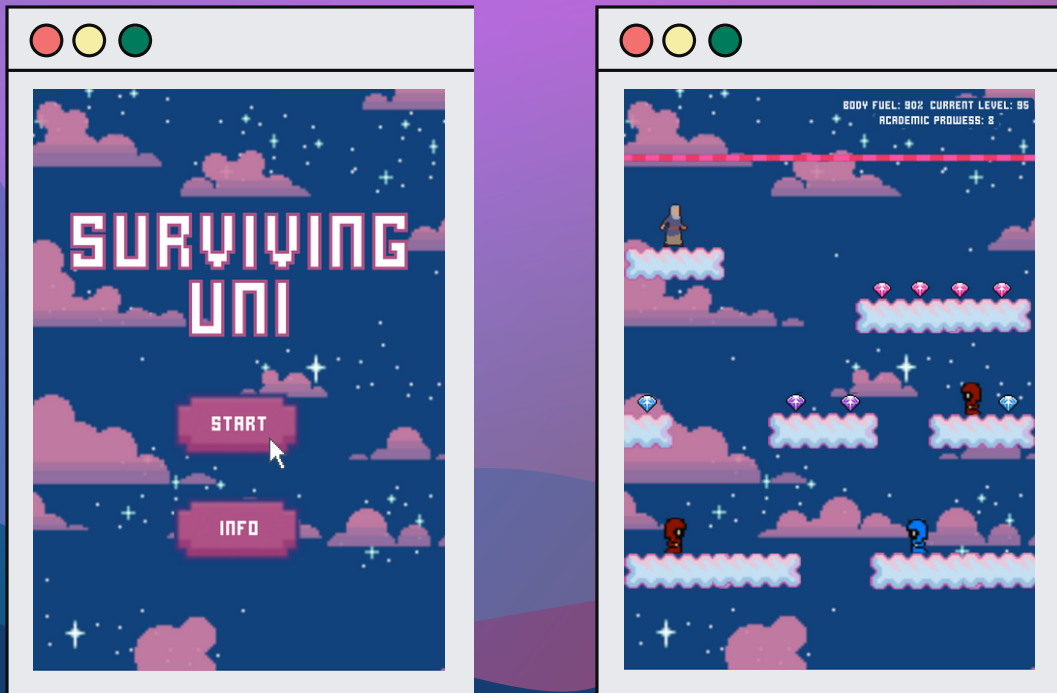 SURVIVING
UNI
START
INFO
BODY FUEL: 90% CURRENT LEVEL: 95
ACADEMIC PROWESS: 8